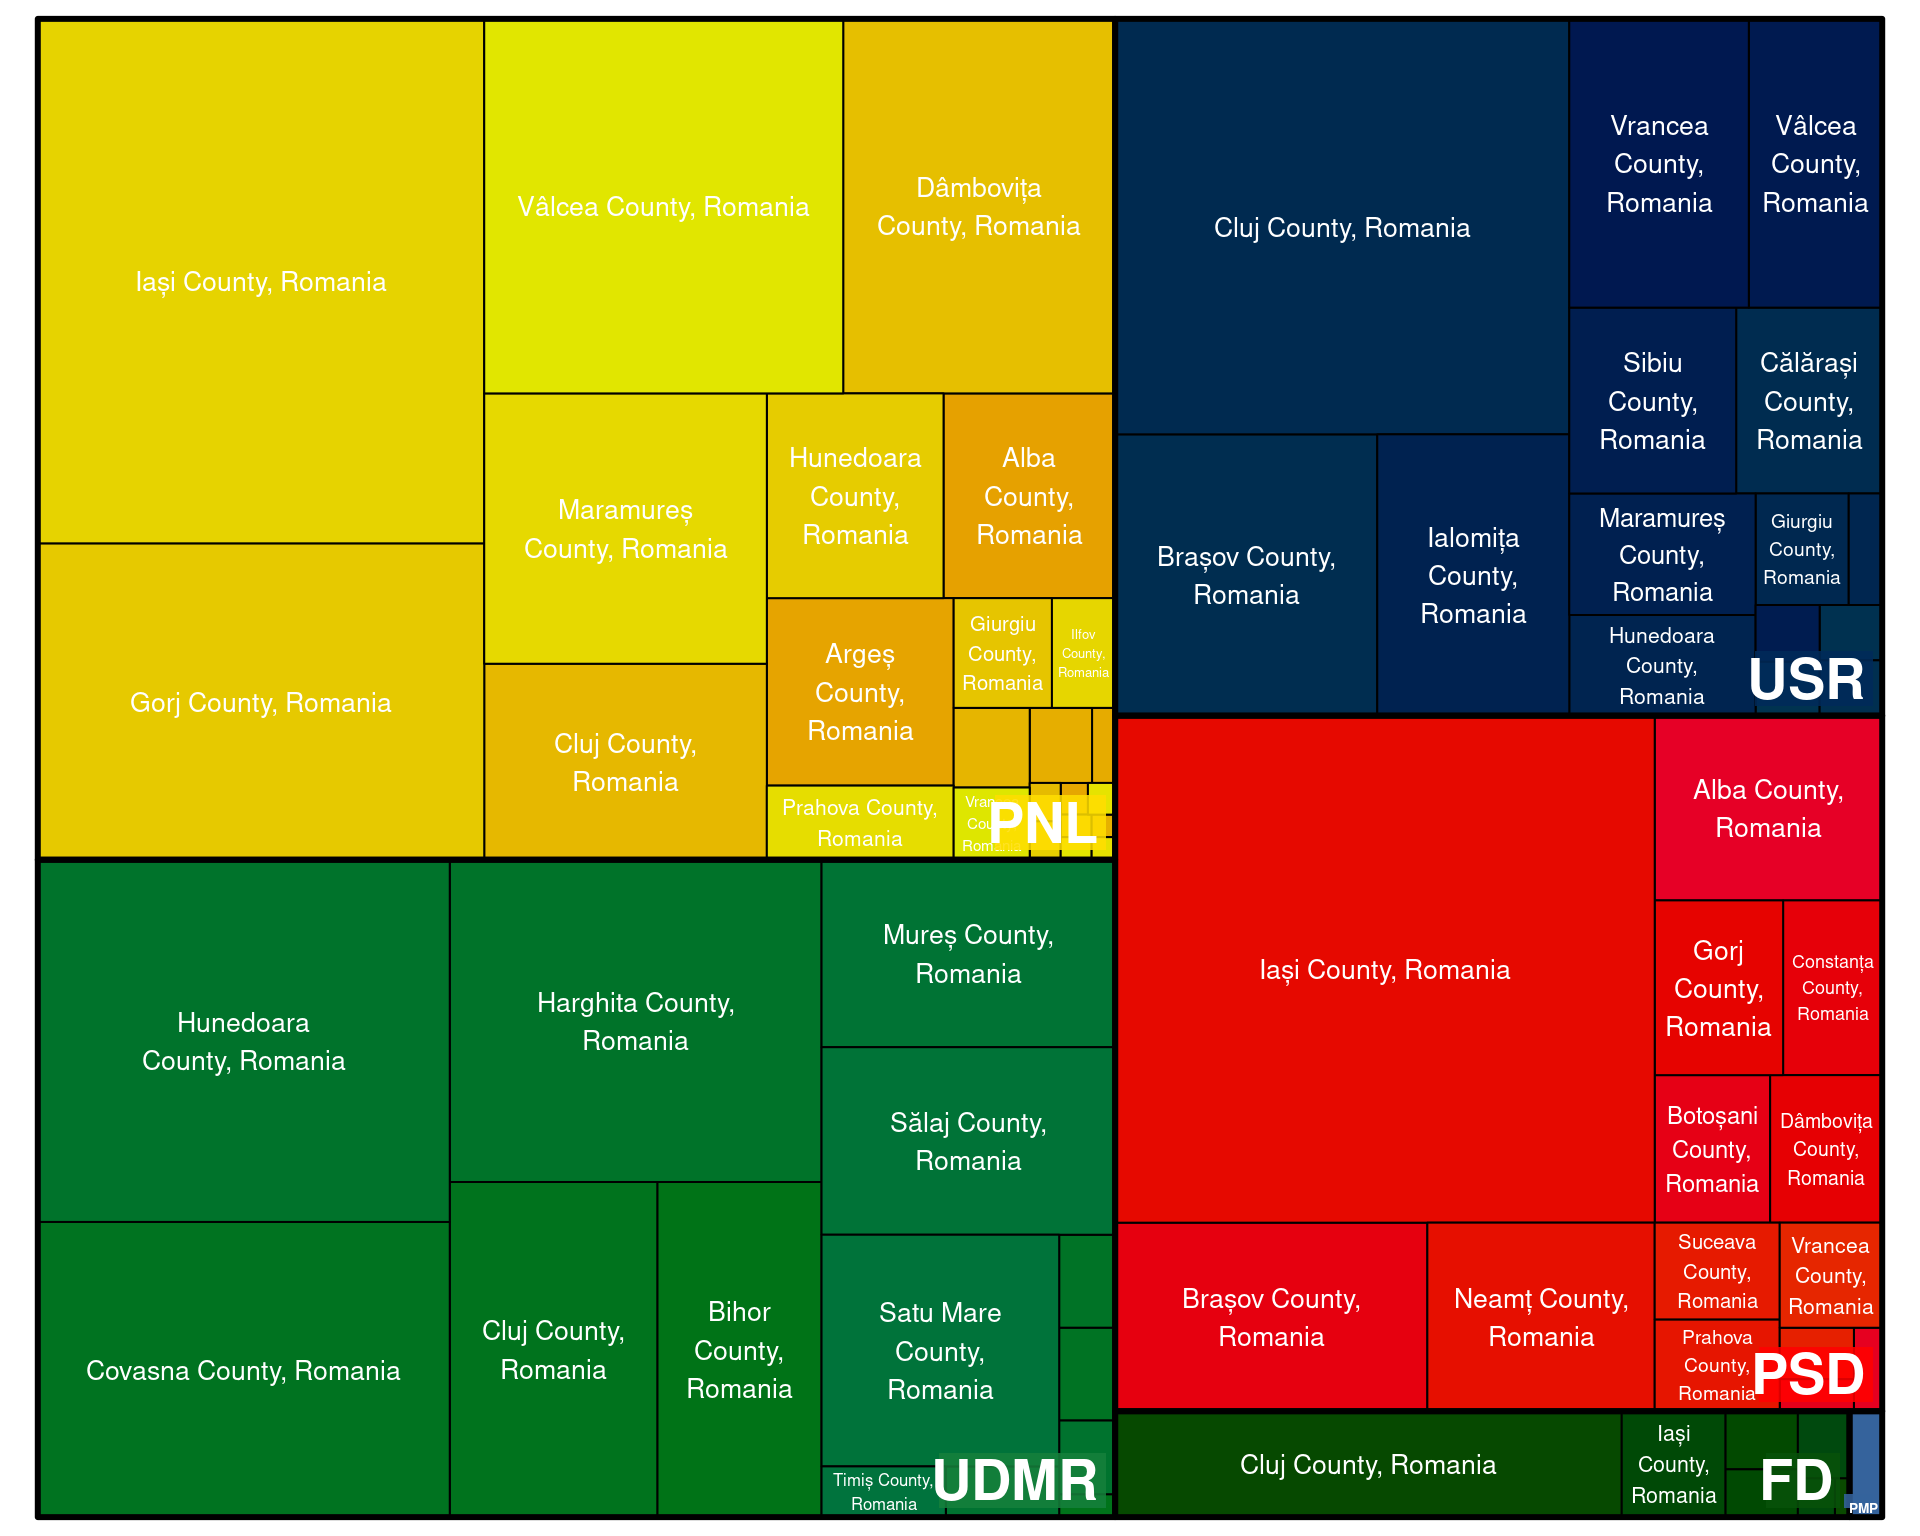 Iași County, Romania
Gorj County, Romania
Vâlcea County, Romania
Dâmbovița
County, Romania
Maramureș
County, Romania
Cluj County,
Romania
Hunedoara
County,
Romania
Alba
County,
Romania
Argeș
County,
Romania
Prahova County,
Romania
Giurgiu
County,
Romania
Ilfov
County,
Romania
PNL
Cluj County, Romania
Brașov County,
Romania
Ialomița
County,
Romania
Vrancea
County,
Romania
Vâlcea
County,
Romania
Sibiu
County,
Romania
Călărași
County,
Romania
Maramureș
County,
Romania
Hunedoara
County,
Romania
Giurgiu
County,
Romania
USR
Hunedoara
County, Romania
Covasna County, Romania
Harghita County,
Romania
Cluj County,
Romania
Bihor
County,
Romania
Mureș County,
Romania
Sălaj County,
Romania
Satu Mare
County,
Romania
Timiș County,
Romania
UDMR
Iași County, Romania
Brașov County,
Romania
Neamț County,
Romania
Alba County,
Romania
Gorj
County,
Romania
Constanța
County,
Romania
Botoșani
County,
Romania
Dâmbovița
County,
Romania
Suceava
County,
Romania
Vrancea
County,
Romania
Prahova
County,
Romania
PSD
Cluj County, Romania
Iași
County,
Romania
FD
PMP